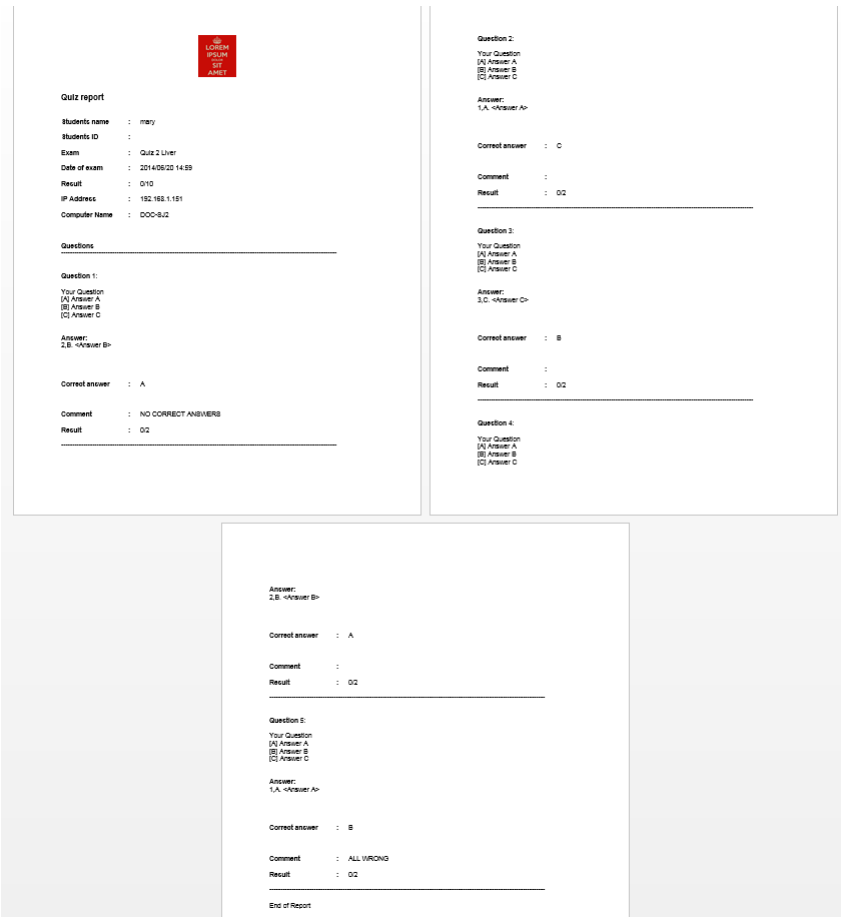 LOREM
IPSUM
SIT
AMET
Quiz report
Students name : mary
Students ID :
Exam : Quiz 2 Liver
Date of exam : 2014/06/20 14:59
Result : 0/10
IP Address : 192.168.1.151
Computer Name : DOC-SJ2
Questions
Question 1:
Your Question
[A] Answer A
[B] Answer B
[C] Answer C
Answer:
2,B. <Answer B>
Correct answer : A
Comment : NO CORRECT ANSWERS
Result : 0/2
Question 2:
Your Question
[A] Answer A
[B] Answer B
[C] Answer C
Answer:
1,A. <Answer A>
Correct answer : C
Comment :
Result : 0/2
Question 3:
Your Question
[A] Answer A
[B] Answer B
[C] Answer C
Answer:
3,C. <Answer C>
Correct answer : B
Comment :
Result : 0/2
Question 4:
Your Question
[A] Answer A
[B] Answer B
[C] Answer C
Answer:
2,B. <Answer B>
Correct answer : A
Comment :
Result : 0/2
Question 5:
Your Question
[A] Answer A
[B] Answer B
[C] Answer C
Answer:
1,A. <Answer A>
Correct answer : B
Comment : ALL WRONG
Result : 0/2
End of Report